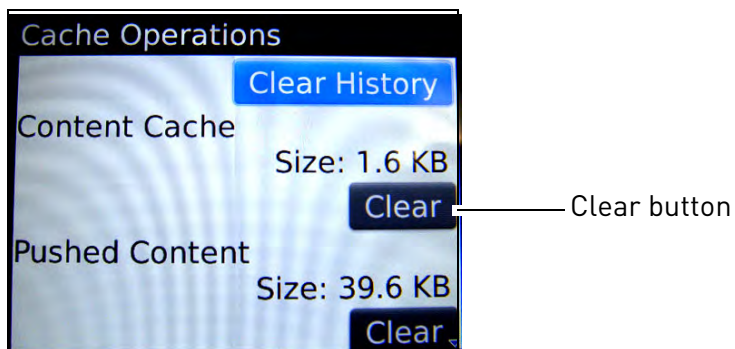 Cache Operations
Clear History
Content Cache
Size: 1.6 KB
Clear
Clear button
Pushed Content
Size: 39.6 KB
Clear